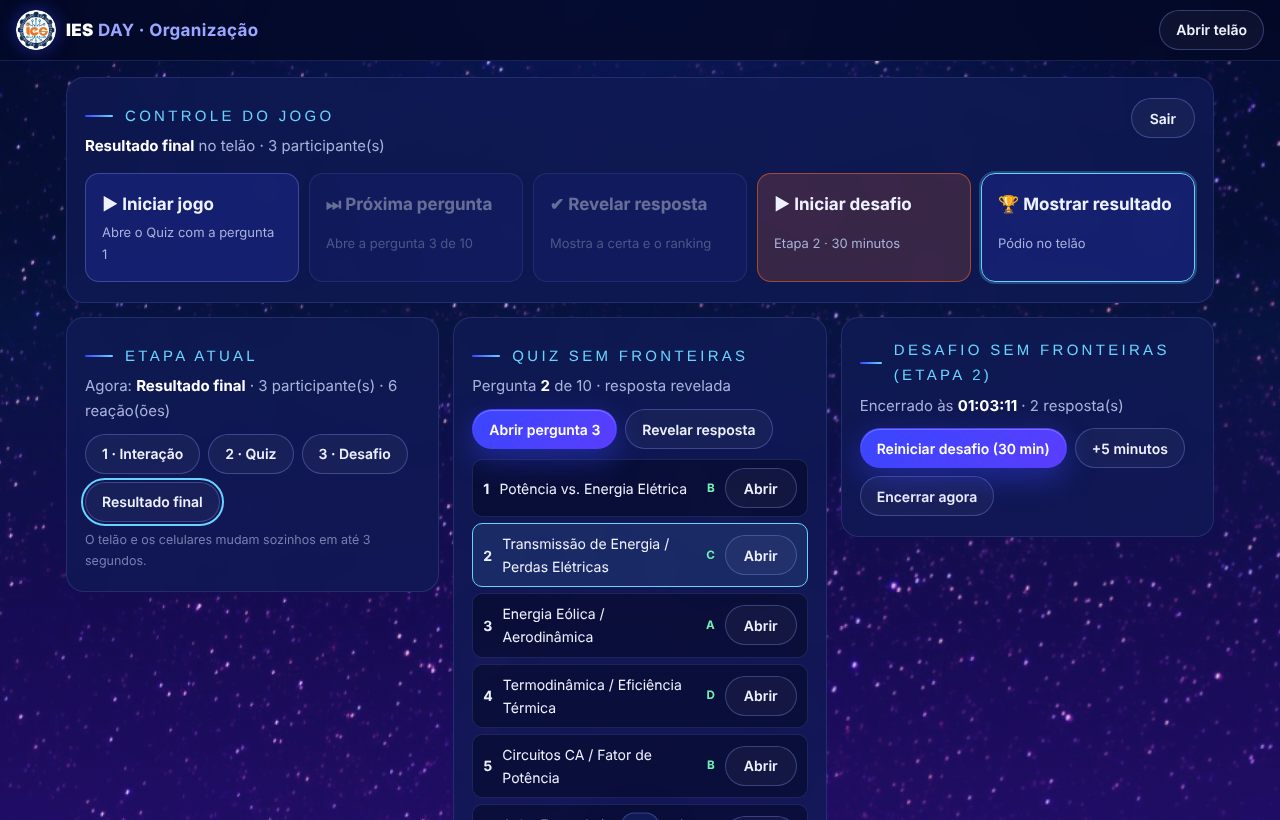 ICG
IES DAY · Organização
Abrir telão
CONTROLE DO JOGO
Sair
Resultado final no telão · 3 participante(s)
▶ Iniciar jogo
Abre o Quiz com a pergunta
1
⏭ Próxima pergunta
Abre a pergunta 3 de 10
✔ Revelar resposta
Mostra a certa e o ranking
▶ Iniciar desafio
Etapa 2 · 30 minutos
🏆 Mostrar resultado
Pódio no telão
ETAPA ATUAL
Agora: Resultado final · 3 participante(s) · 6
reação(ões)
1 · Interação
2 · Quiz
3 · Desafio
Resultado final
O telão e os celulares mudam sozinhos em até 3
segundos.
QUIZ SEM FRONTEIRAS
Pergunta 2 de 10 · resposta revelada
Abrir pergunta 3
Revelar resposta
1 Potência vs. Energia Elétrica B Abrir
2 Transmissão de Energia /
Perdas Elétricas C Abrir
3 Energia Eólica /
Aerodinâmica A Abrir
4 Termodinâmica / Eficiência
Térmica D Abrir
5 Circuitos CA / Fator de
Potência B Abrir
DESAFIO SEM FRONTEIRAS
(ETAPA 2)
Encerrado às 01:03:11 · 2 resposta(s)
Reiniciar desafio (30 min)
+5 minutos
Encerrar agora